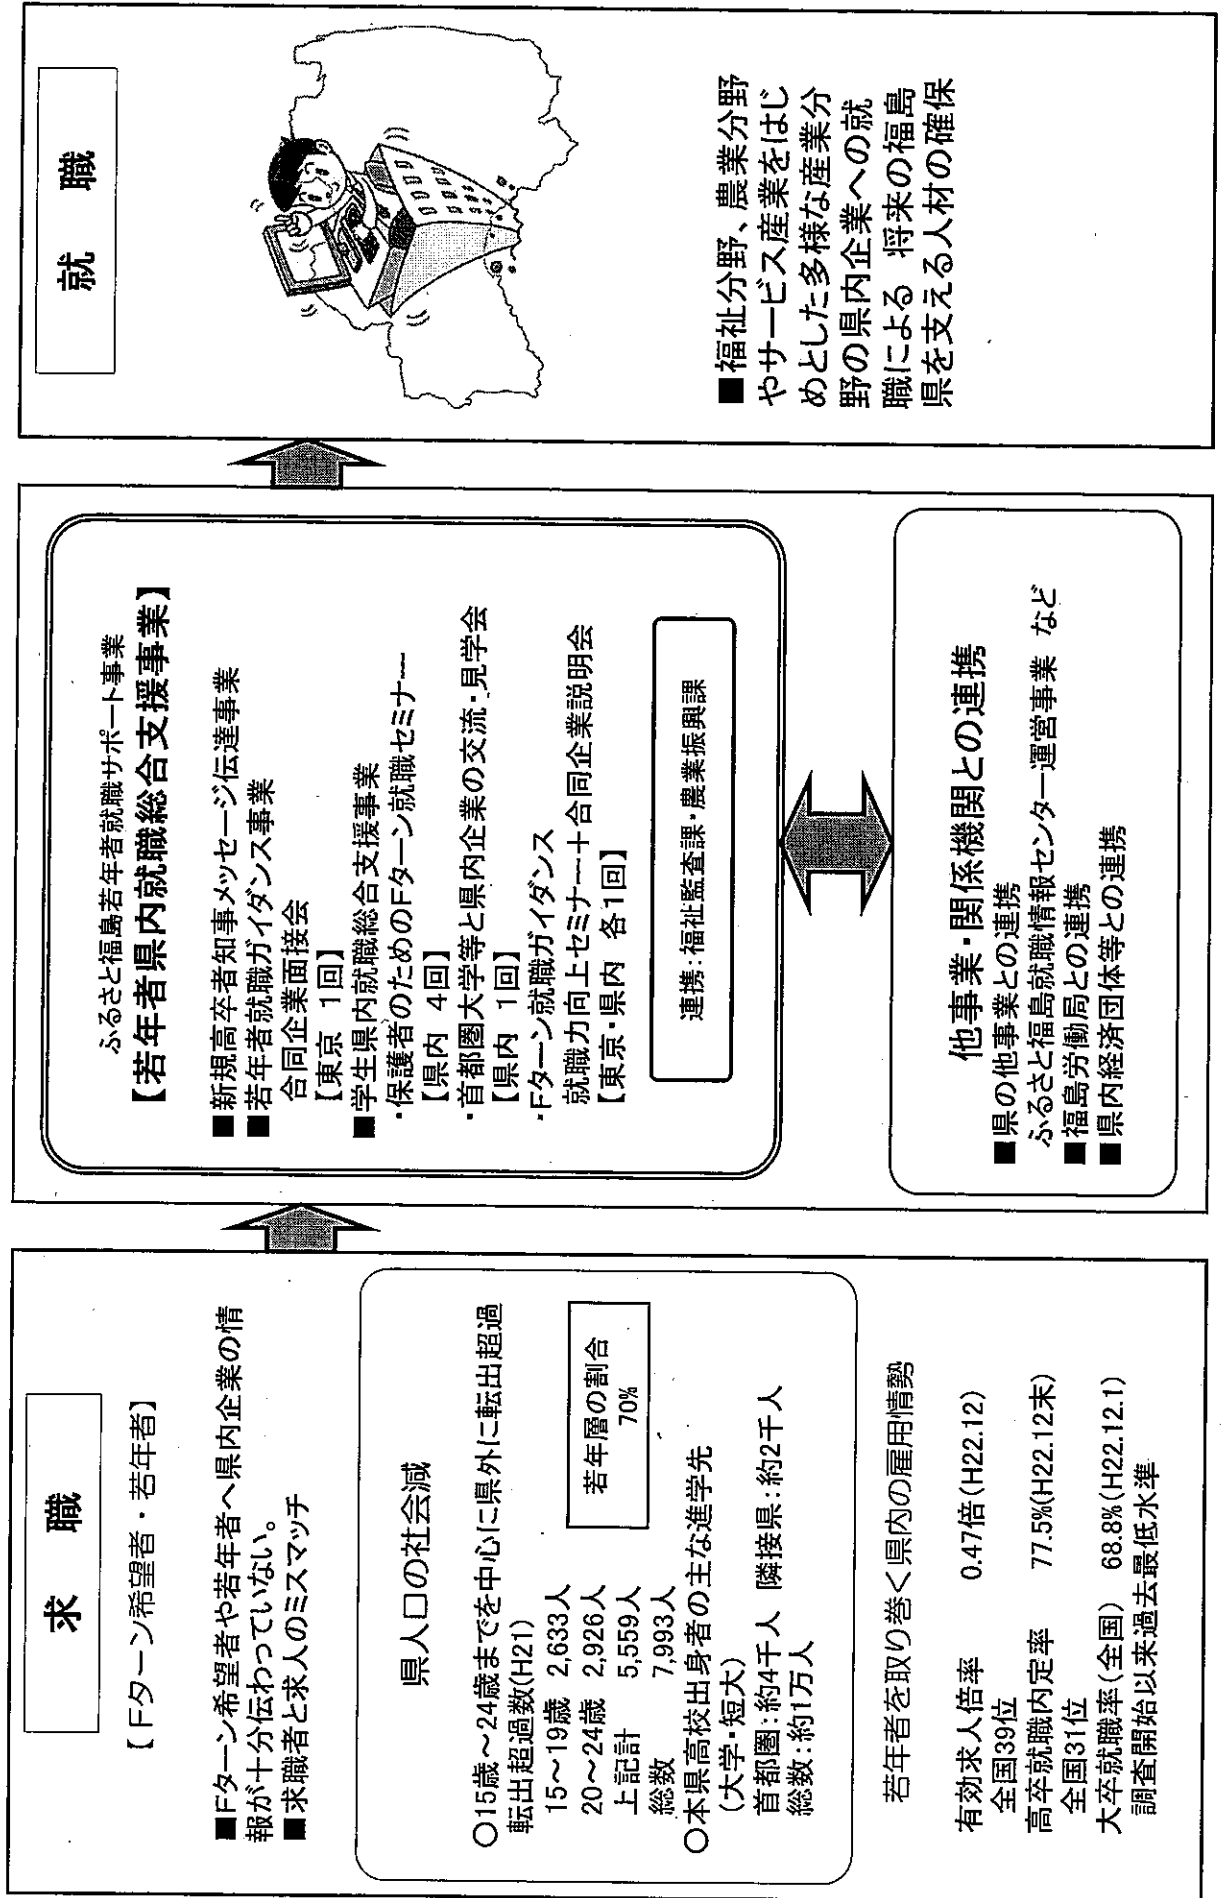 求　職
【Fターン希望者・若年者】
■Fターン希望者や若年者へ県内企業の情
報が十分伝わっていない。
■求職者と求人のミスマッチ
県人口の社会減
○15歳～24歳までを中心に県外に転出超過
転出超過数(H21)
15～19歳　2,633人
20～24歳　2,926人
上記計　5,559人
総数　7,993人
若年層の割合
70%
○本県高校出身者の主な進学先
(大学・短大)
首都圏:約4千人　隣接県:約2千人
総数:約1万人
若年者を取り巻く県内の雇用情勢
有効求人倍率　0.47倍(H22.12)
全国39位
高卒就職内定率　77.5%(H22.12末)
全国31位
大卒就職率(全国)　68.8%(H22.12.1)
調査開始以来過去最低水準
ふるさと福島若年者就職サポート事業
【若年者県内就職総合支援事業】
■新規高卒者知事メッセージ伝達事業
■若年者就職ガイダンス事業
合同企業面接会
【東京　1回】
■学生県内就職総合支援事業
・保護者のためのFターン就職セミナー
【県内　4回】
・首都圏大学等と県内企業の交流・見学会
【県内　1回】
・Fターン就職ガイダンス
就職力向上セミナー＋合同企業説明会
【東京・県内　各1回】
連携:福祉監査課・農業振興課
他事業・関係機関との連携
■県の他事業との連携
ふるさと福島就職情報センター運営事業　など
■福島労働局との連携
■県内経済団体等との連携
就　職
■福祉分野、農業分野
やサービス産業をはじ
めとした多様な産業分
野の県内企業への就
職による 将来の福島
県を支える人材の確保